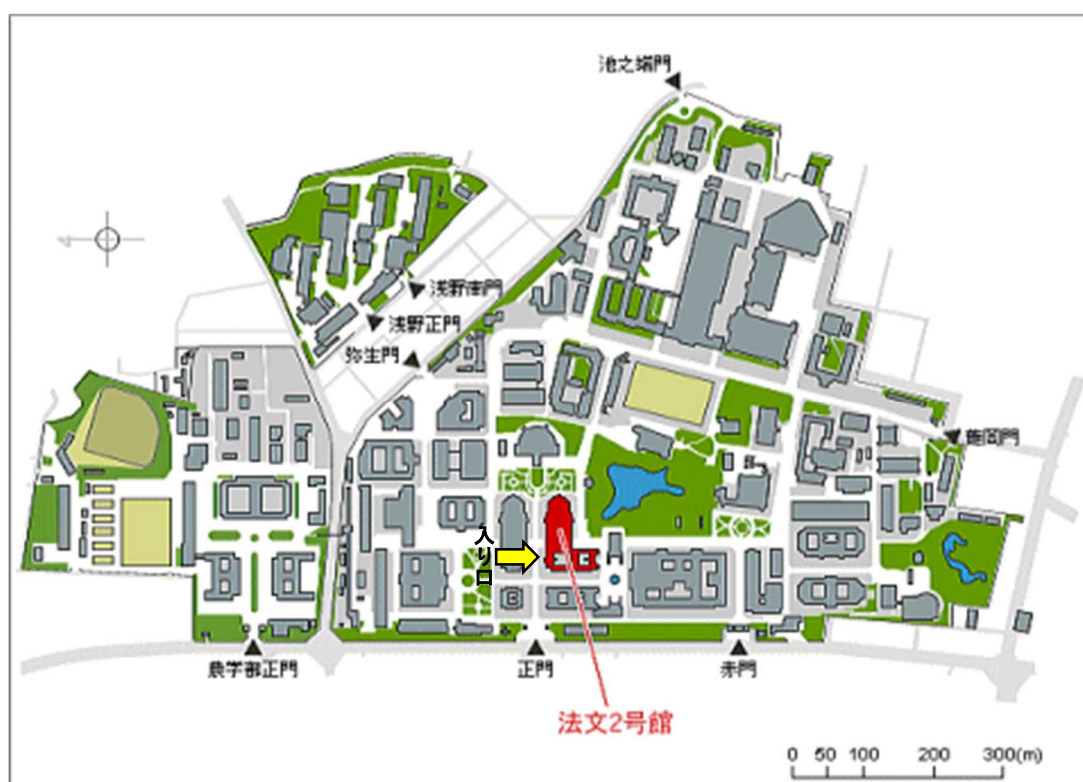 池之端門
浅野南門
浅野正門
弥生門
龍岡門
入り口
農学部正門
正門
赤門
法文2号館
0 50 100 200 300(m)